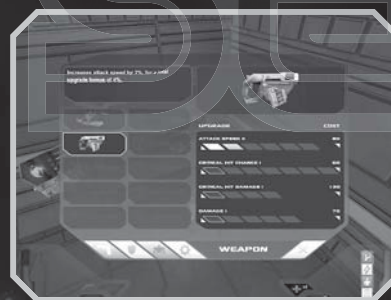 Increases attack speed by 2%, for a total
upgrade bonus of 4%.
UPGRADE COST
ATTACK SPEED II
CRITICAL HIT CHANCE I
CRITICAL HIT DAMAGE I
DAMAGE I
WEAPON